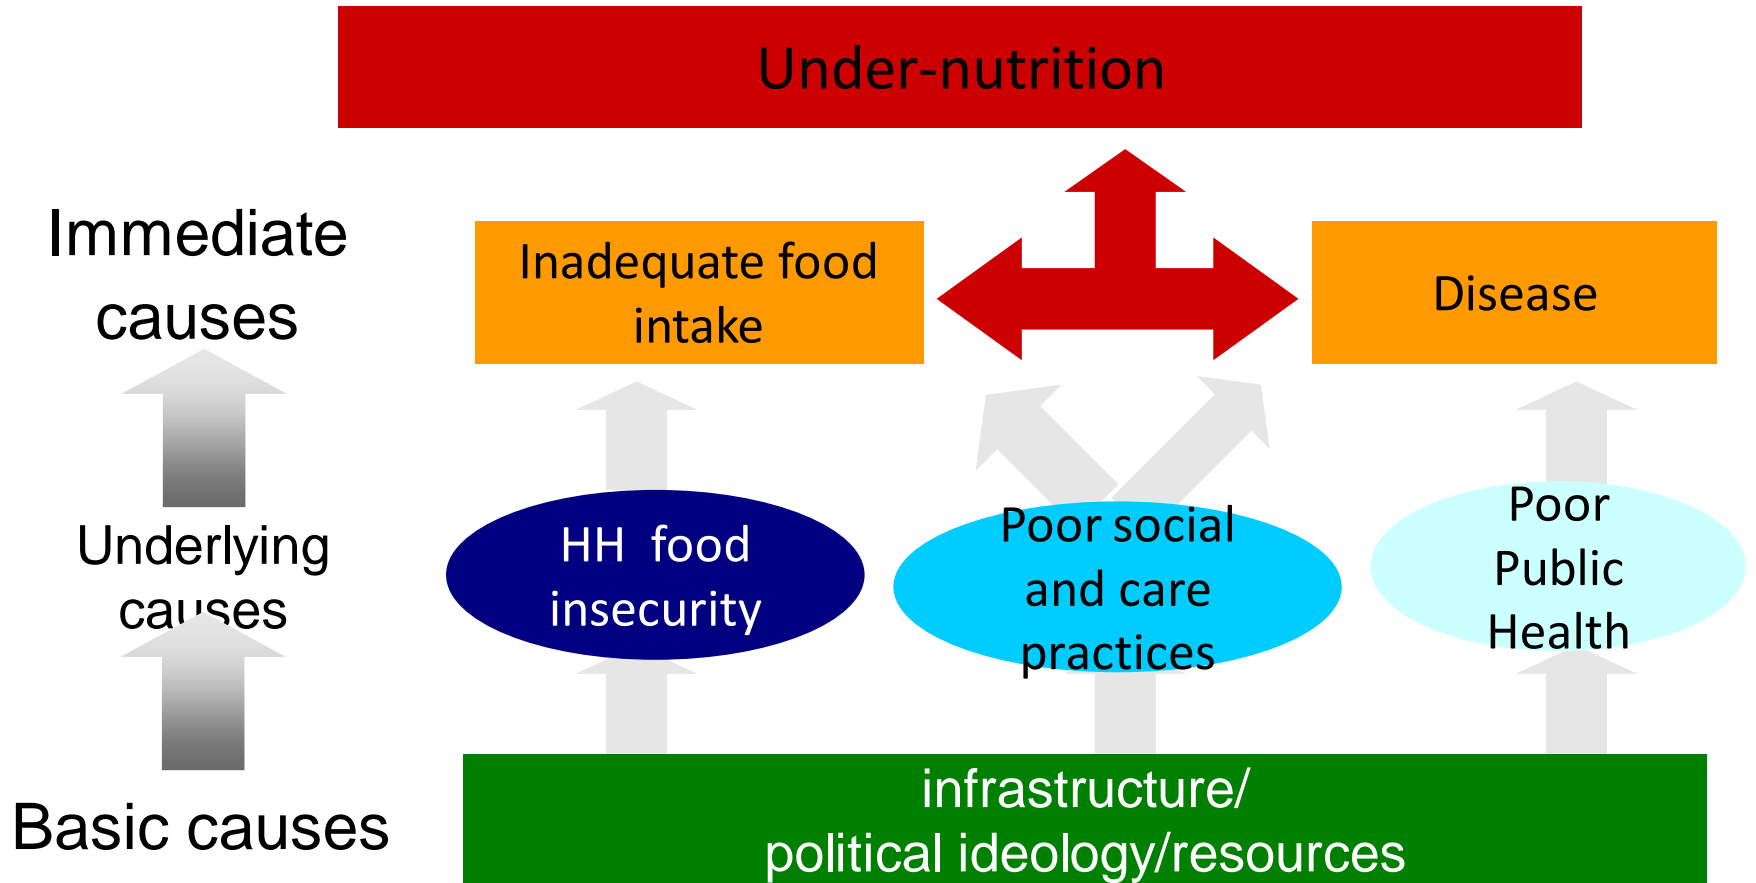 Under-nutrition
Immediate
causes
Inadequate food
intake
Disease
Underlying
causes
HH  food
insecurity
Poor social
and care
practices
Poor
Public
Health
Basic causes
infrastructure/
political ideology/resources